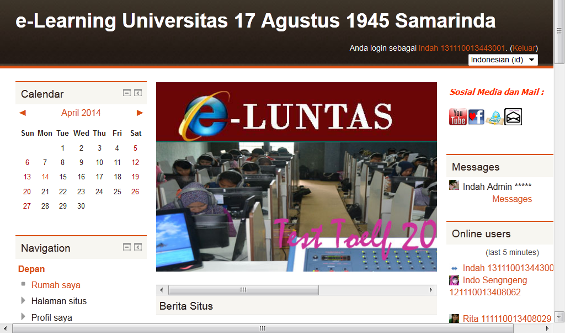 e-Learning Universitas 17 Agustus 1945 Samarinda
Anda login sebagai Indah 131110013443001. (Keluar)
Indonesian (id)
Calendar
April 2014
Sun Mon Tue Wed Thu Fri Sat
1 2 3 4 5
6 7 8 9 10 11 12
13 14 15 16 17 18 19
20 21 22 23 24 25 26
27 28 29 30
Navigation
Depan
Rumah saya
Halaman situs
Profil saya
e-LUNTAS
Test Toelf, 20
Berita Situs
Sosial Media dan Mail :
You Tube
Messages
Indah Admin *****
Messages
Online users
(last 5 minutes)
Indah 1311100134430
Indo Sengngeng
121110013408062
Rita 111110013408029